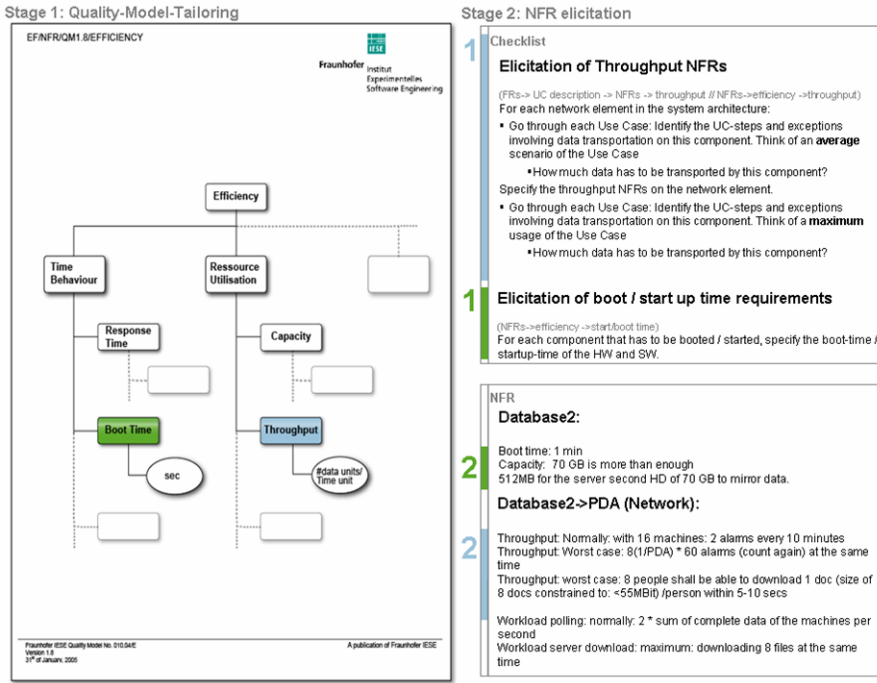 Stage 1: Quality-Model-Tailoring
EF/NFR/QM1.8/EFFICIENCY
IESE
Fraunhofer Institut
Experimentelles
Software Engineering
Efficiency
Time
Behaviour
Ressource
Utilisation
Response
Time
Capacity
Boot Time
Throughput
sec
#data units/
Time unit
Fraunhofer IESE Quality Model No. 010.04/E
Version 1.8
31st of January, 2005
A publication of Fraunhofer IESE
Stage 2: NFR elicitation
1
Checklist
Elicitation of Throughput NFRs
(FRs-> UC description -> NFRs -> throughput // NFRs->efficiency ->throughput)
For each network element in the system architecture:
▪ Go through each Use Case: Identify the UC-steps and exceptions
involving data transportation on this component. Think of an average
scenario of the Use Case
▪How much data has to be transported by this component?
Specify the throughput NFRs on the network element.
▪ Go through each Use Case: Identify the UC-steps and exceptions
involving data transportation on this component. Think of a maximum
usage of the Use Case
▪How much data has to be transported by this component?
1
Elicitation of boot / start up time requirements
(NFRs->efficiency ->start/boot time)
For each component that has to be booted / started, specify the boot-time /
startup-time of the HW and SW.
NFR
Database2:
2
Boot time: 1 min
Capacity: 70 GB is more than enough
512MB for the server second HD of 70 GB to mirror data.
Database2->PDA (Network):
2
Throughput: Normally: with 16 machines: 2 alarms every 10 minutes
Throughput: Worst case: 8(1/PDA) * 60 alarms (count again) at the same
time
Throughput: worst case: 8 people shall be able to download 1 doc (size of
8 docs constrained to: <55MBit) /person within 5-10 secs
Workload polling: normally: 2 * sum of complete data of the machines per
second
Workload server download: maximum: downloading 8 files at the same
time